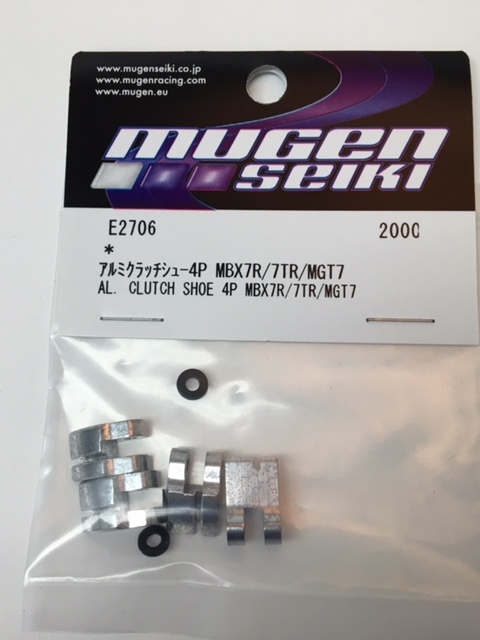 www.mugenseiki.co.jp
www.mugenracing.com
www.mugen.eu
mugen
seiki
E2706 2000
*
アルミクラッチシュー4P MBX7R/7TR/MGT7
AL. CLUTCH SHOE 4P MBX7R/7TR/MGT7